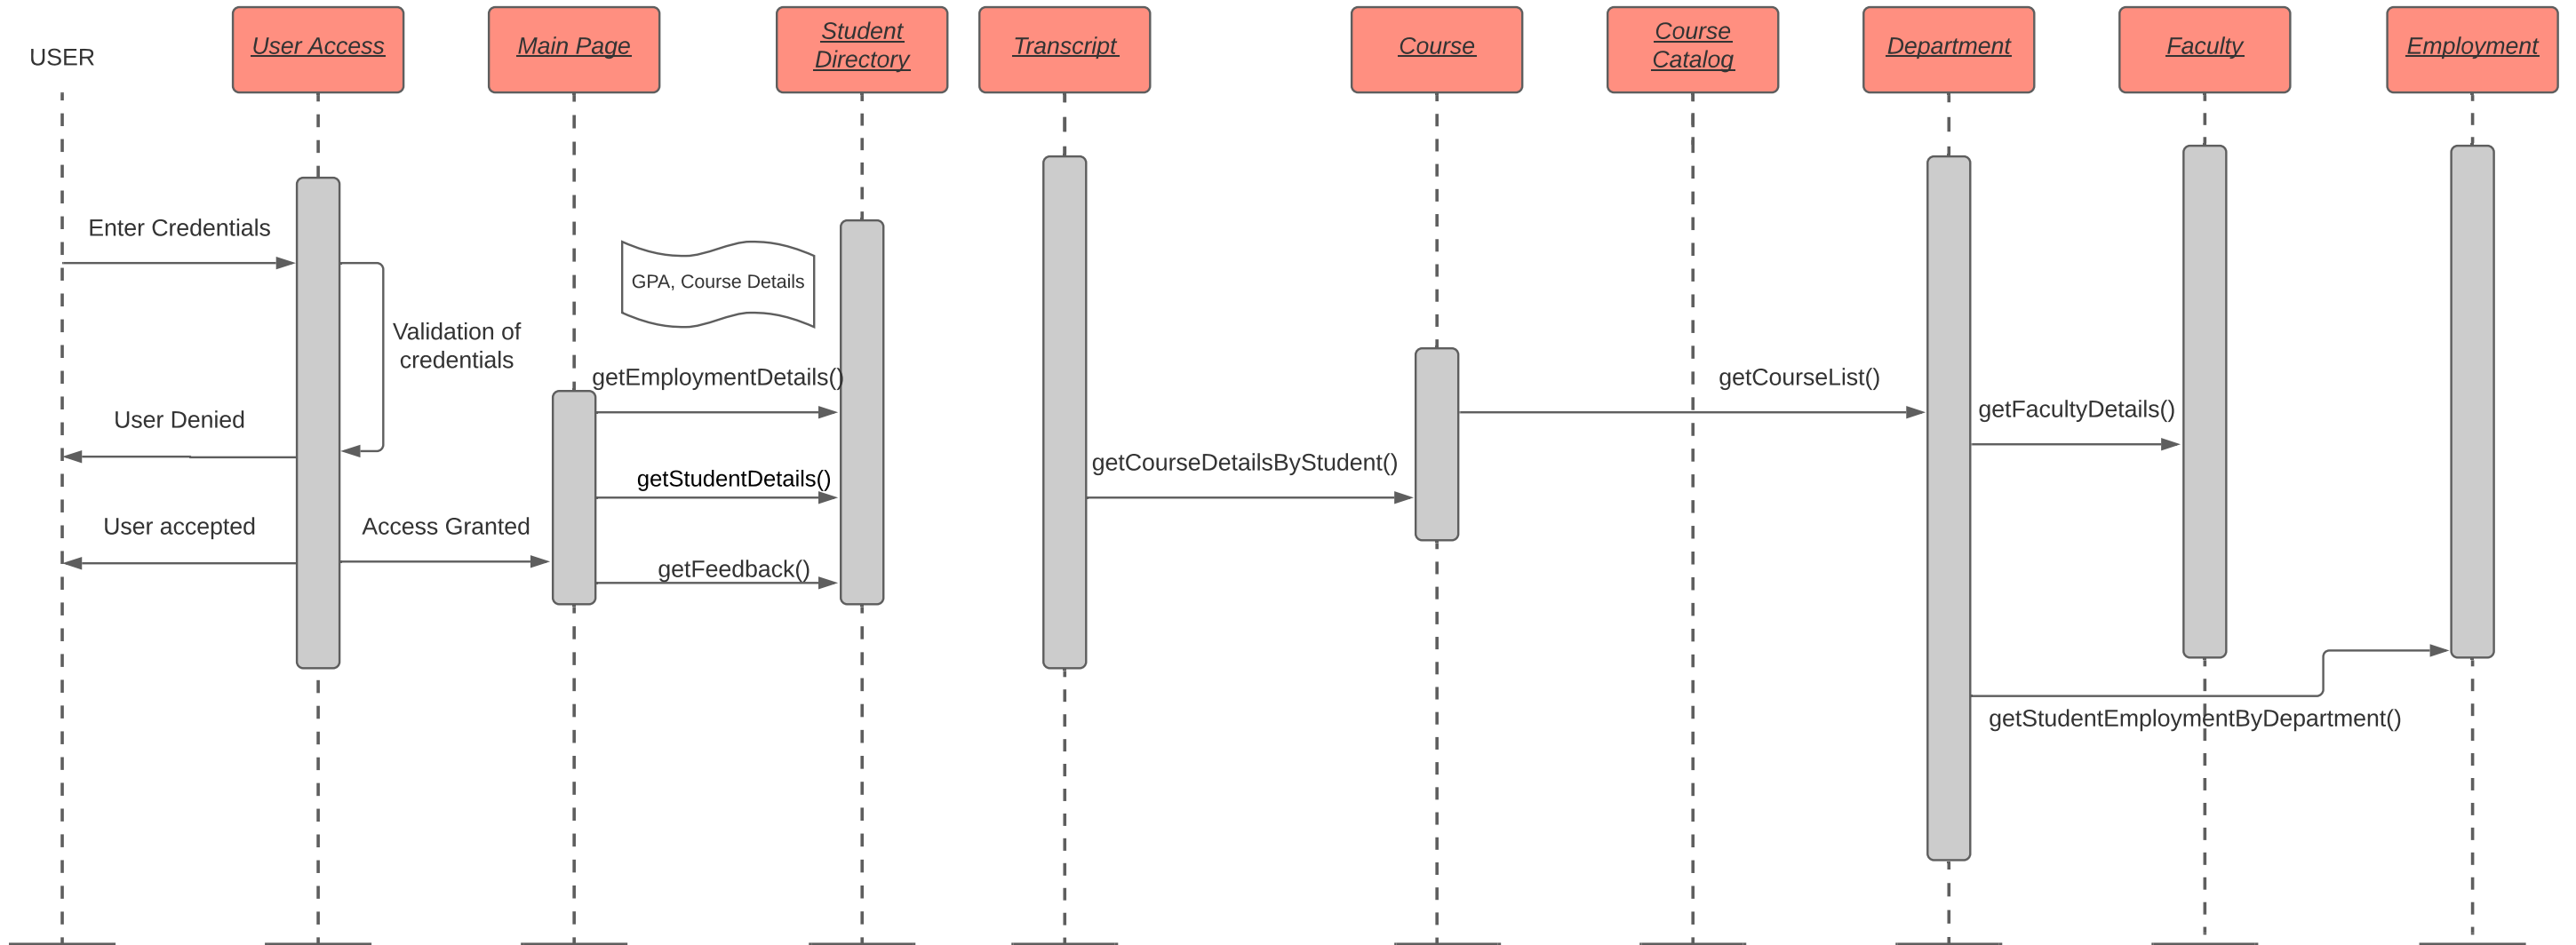 USER
User Access
Main Page
Student
Directory
Transcript
Course
Course
Catalog
Department
Faculty
Employment
Enter Credentials
GPA, Course Details
Validation of
credentials
getEmploymentDetails()
getCourseList()
getFacultyDetails()
User Denied
getCourseDetailsByStudent()
getStudentDetails()
User accepted
Access Granted
getFeedback()
getStudentEmploymentByDepartment()